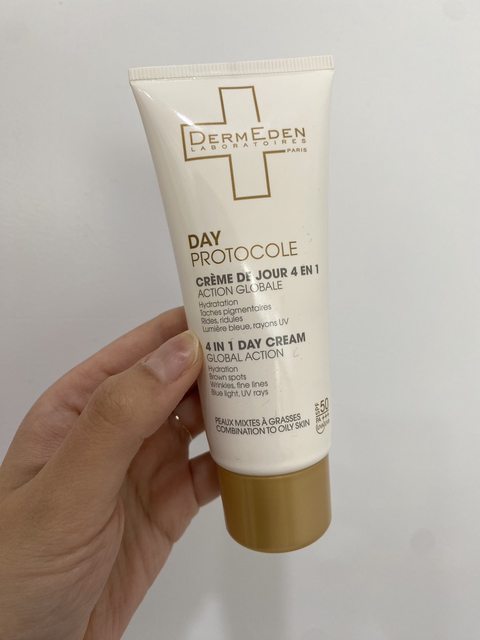 DERMEDEN
LABORATOIRES
PARIS
DAY
PROTOCOLE
CRÈME DE JOUR 4 EN 1
ACTION GLOBALE
Hydratation
Taches pigmentaires
Rides, ridules
Lumière bleue, rayons UV
4 IN 1 DAY CREAM
GLOBAL ACTION
Hydration
Brown spots
Wrinkles, fine lines
Blue light, UV rays
PEAUX MIXTES À GRASSES
COMBINATION TO OILY SKIN
SPF 50